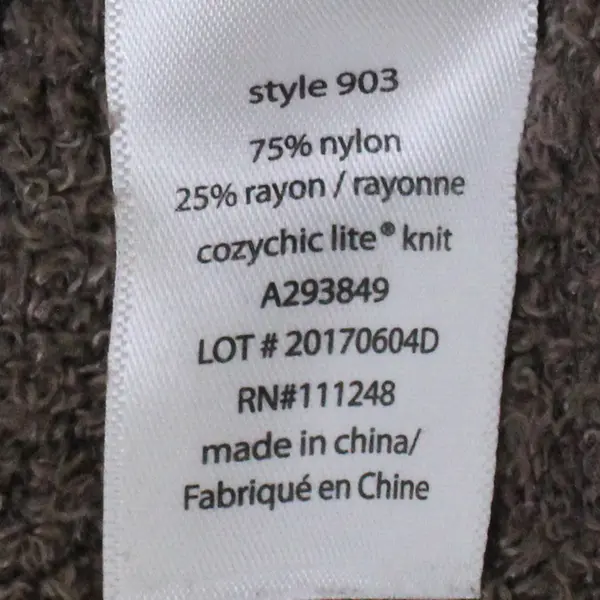 style 903
75% nylon
25% rayon / rayonne
cozychic lite® knit
A293849
LOT # 20170604D
RN#111248
made in china/
Fabriqué en Chine